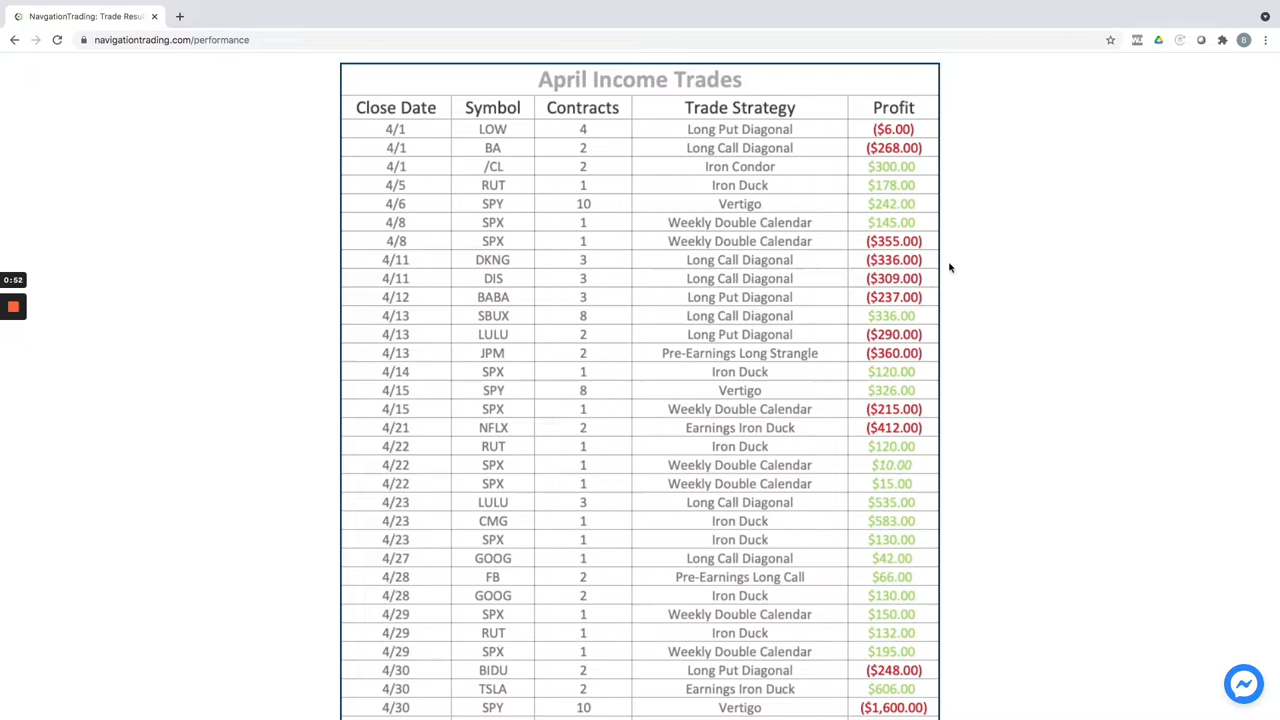 NavgationTrading: Trade Resu
navigationtrading.com/performance
B
April Income Trades
Close Date Symbol Contracts Trade Strategy Profit
4/1 LOW 4 Long Put Diagonal ($6.00)
4/1 BA 2 Long Call Diagonal ($268.00)
4/1 /CL 2 Iron Condor $300.00
4/5 RUT 1 Iron Duck $178.00
4/6 SPY 10 Vertigo $242.00
4/8 SPX 1 Weekly Double Calendar $145.00
4/8 SPX 1 Weekly Double Calendar ($355.00)
4/11 DKNG 3 Long Call Diagonal ($336.00)
4/11 DIS 3 Long Call Diagonal ($309.00)
0:52
4/12 BABA 3 Long Put Diagonal ($237.00)
4/13 SBUX 8 Long Call Diagonal $336.00
4/13 LULU 2 Long Put Diagonal ($290.00)
4/13 JPM 2 Pre-Earnings Long Strangle ($360.00)
4/14 SPX 1 Iron Duck $120.00
4/15 SPY 8 Vertigo $326.00
4/15 SPX 1 Weekly Double Calendar ($215.00)
4/21 NFLX 2 Earnings Iron Duck ($412.00)
4/22 RUT 1 Iron Duck $120.00
4/22 SPX 1 Weekly Double Calendar $10.00
4/22 SPX 1 Weekly Double Calendar $15.00
4/23 LULU 3 Long Call Diagonal $535.00
4/23 CMG 1 Iron Duck $583.00
4/23 SPX 1 Iron Duck $130.00
4/27 GOOG 1 Long Call Diagonal $42.00
4/28 FB 2 Pre-Earnings Long Call $66.00
4/28 GOOG 2 Iron Duck $130.00
4/29 SPX 1 Weekly Double Calendar $150.00
4/29 RUT 1 Iron Duck $132.00
4/29 SPX 1 Weekly Double Calendar $195.00
4/30 BIDU 2 Long Put Diagonal ($248.00)
4/30 TSLA 2 Earnings Iron Duck $606.00
4/30 SPY 10 Vertigo ($1,600.00)